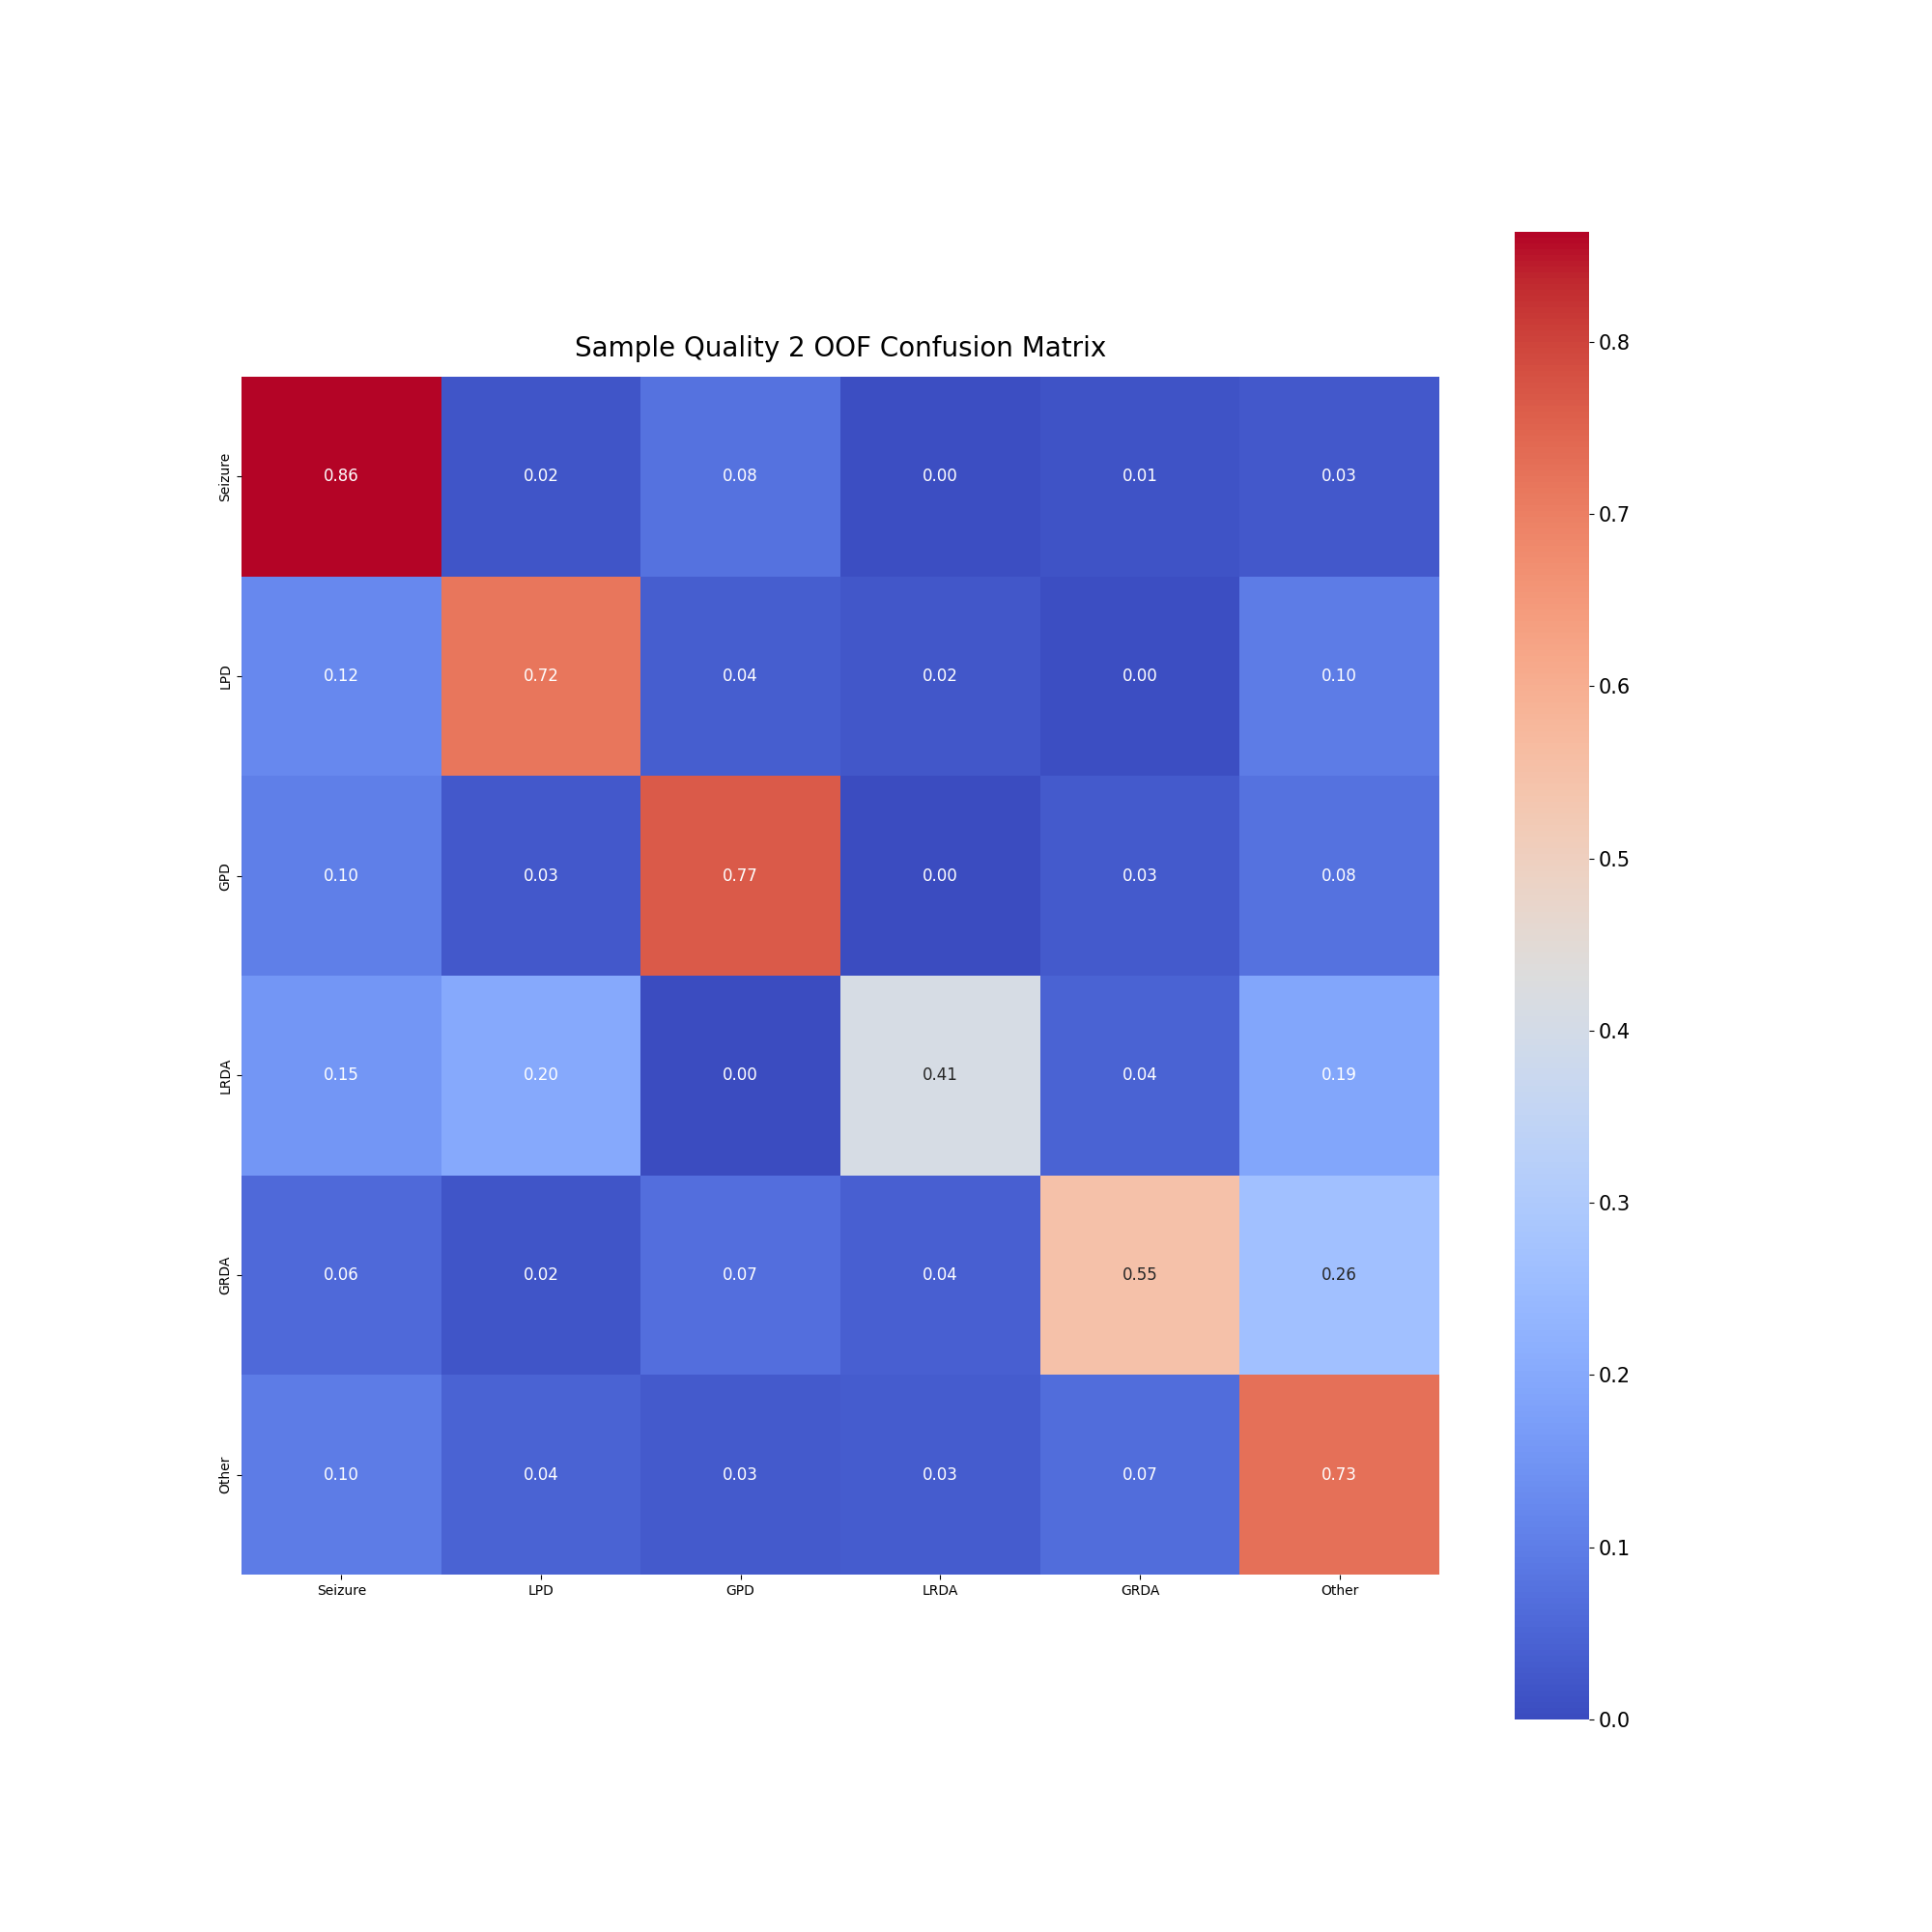 Sample Quality 2 OOF Confusion Matrix
Seizure 0.86 0.02 0.08 0.00 0.01 0.03
LPD 0.12 0.72 0.04 0.02 0.00 0.10
GPD 0.10 0.03 0.77 0.00 0.03 0.08
LRDA 0.15 0.20 0.00 0.41 0.04 0.19
GRDA 0.06 0.02 0.07 0.04 0.55 0.26
Other 0.10 0.04 0.03 0.03 0.07 0.73
Seizure LPD GPD LRDA GRDA Other
0.8
0.7
0.6
0.5
0.4
0.3
0.2
0.1
0.0